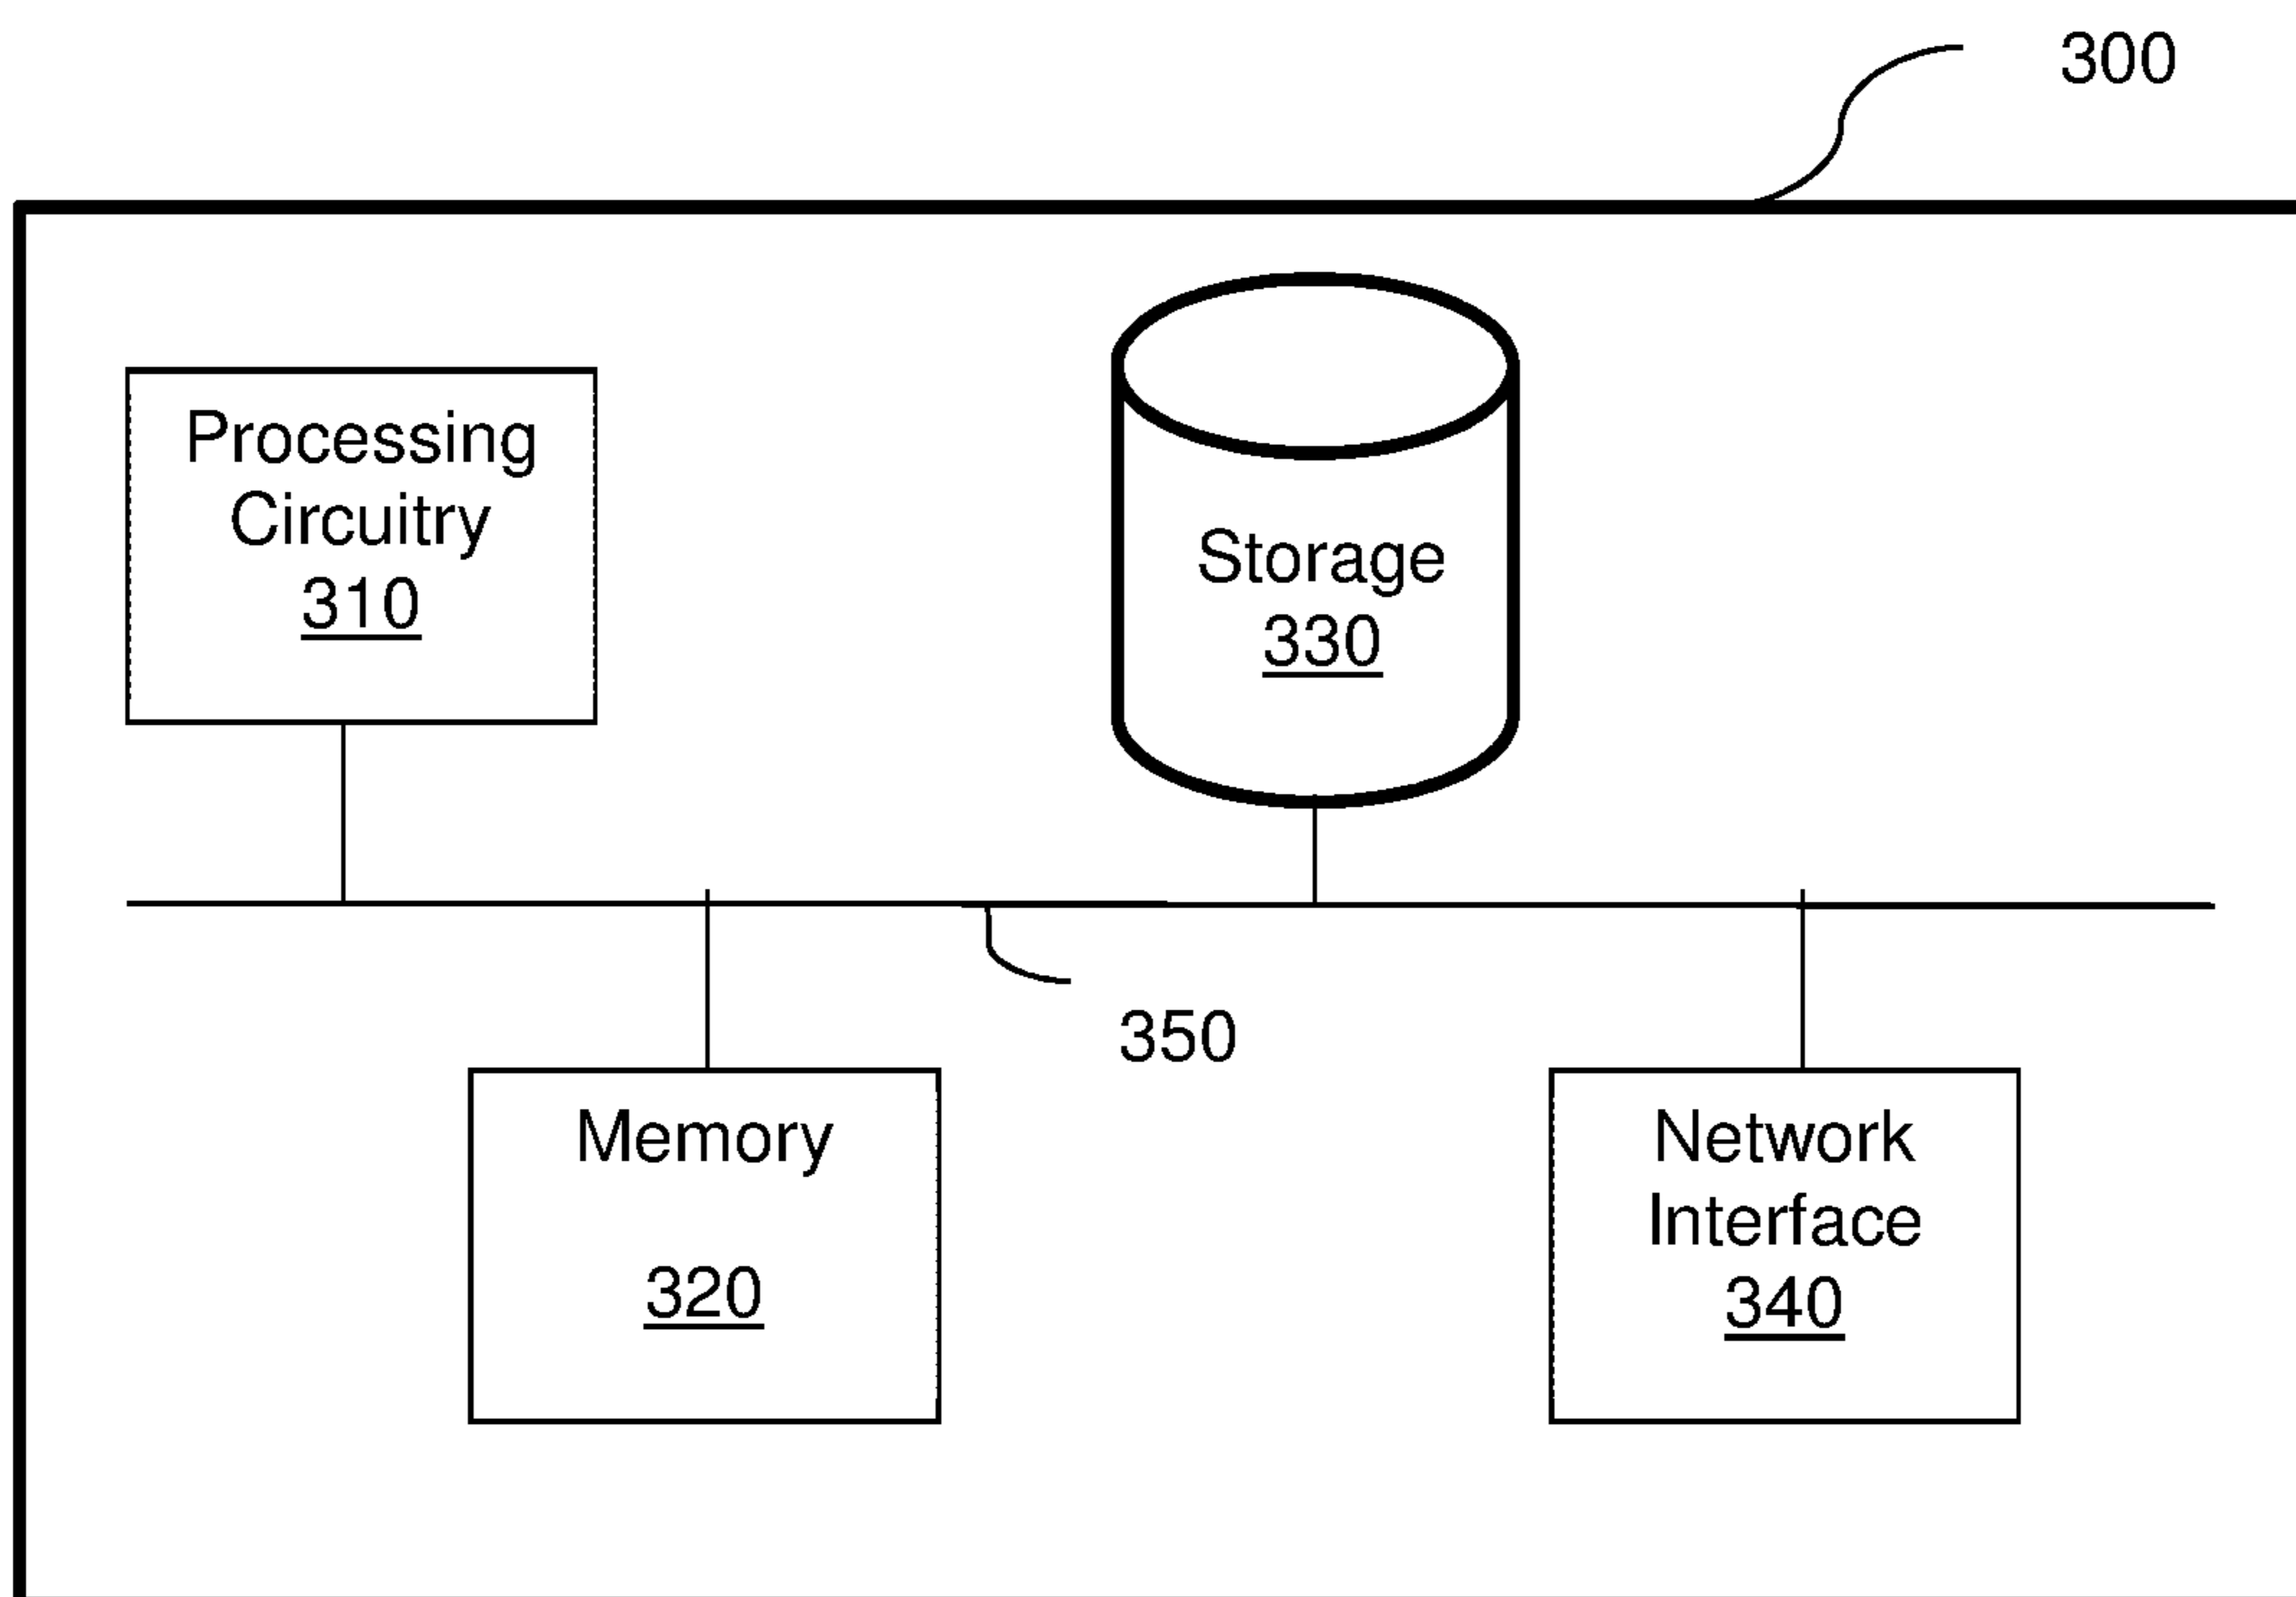 300
Processing
Circuitry
310
Storage
330
350
Memory
320
Network
Interface
340